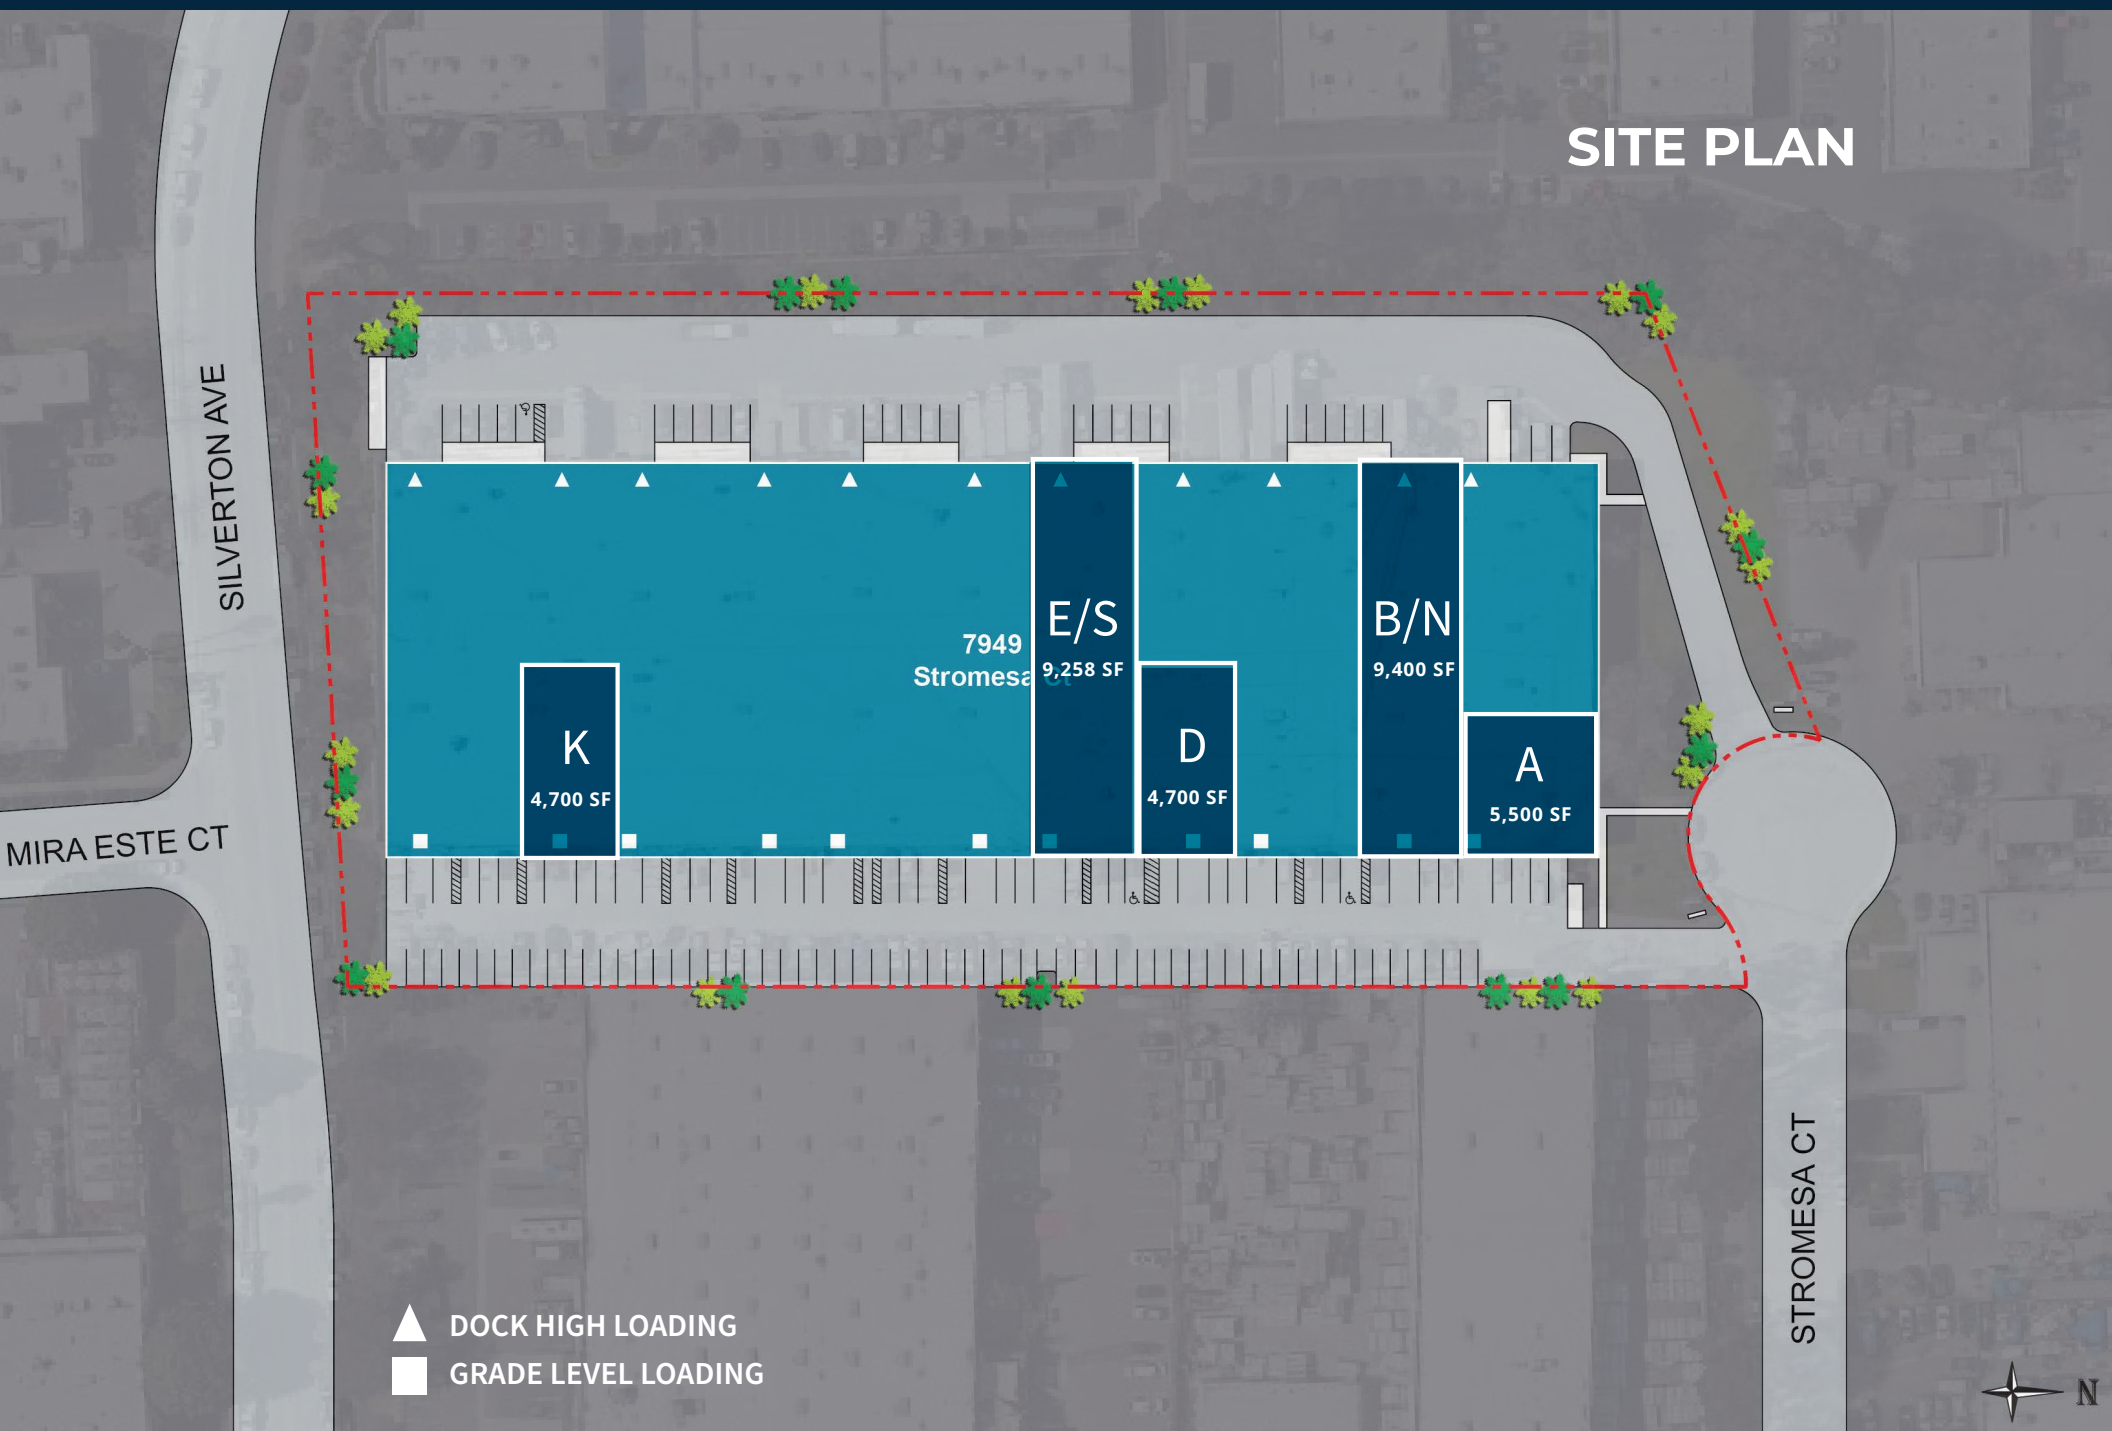 SITE PLAN
SILVERTON AVE
MIRA ESTE CT
7949
Stromesa Ct
E/S
9,258 SF
B/N
9,400 SF
K
4,700 SF
D
4,700 SF
A
5,500 SF
STROMESA CT
DOCK HIGH LOADING
GRADE LEVEL LOADING
N